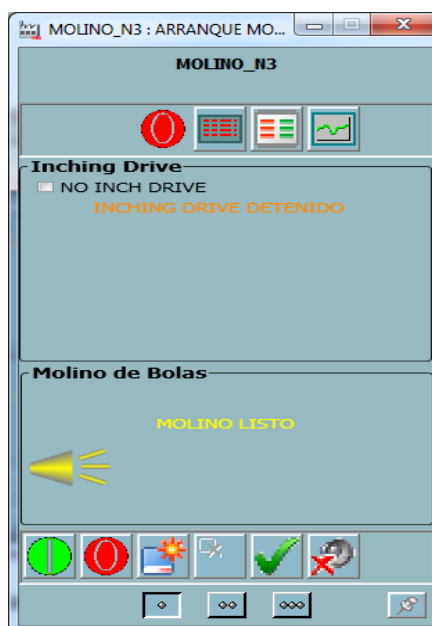 MOLINO_N3 : ARRANQUE MO...
MOLINO_N3
Inching Drive
NO INCH DRIVE
INCHING DRIVE DETENIDO
Molino de Bolas
MOLINO LISTO